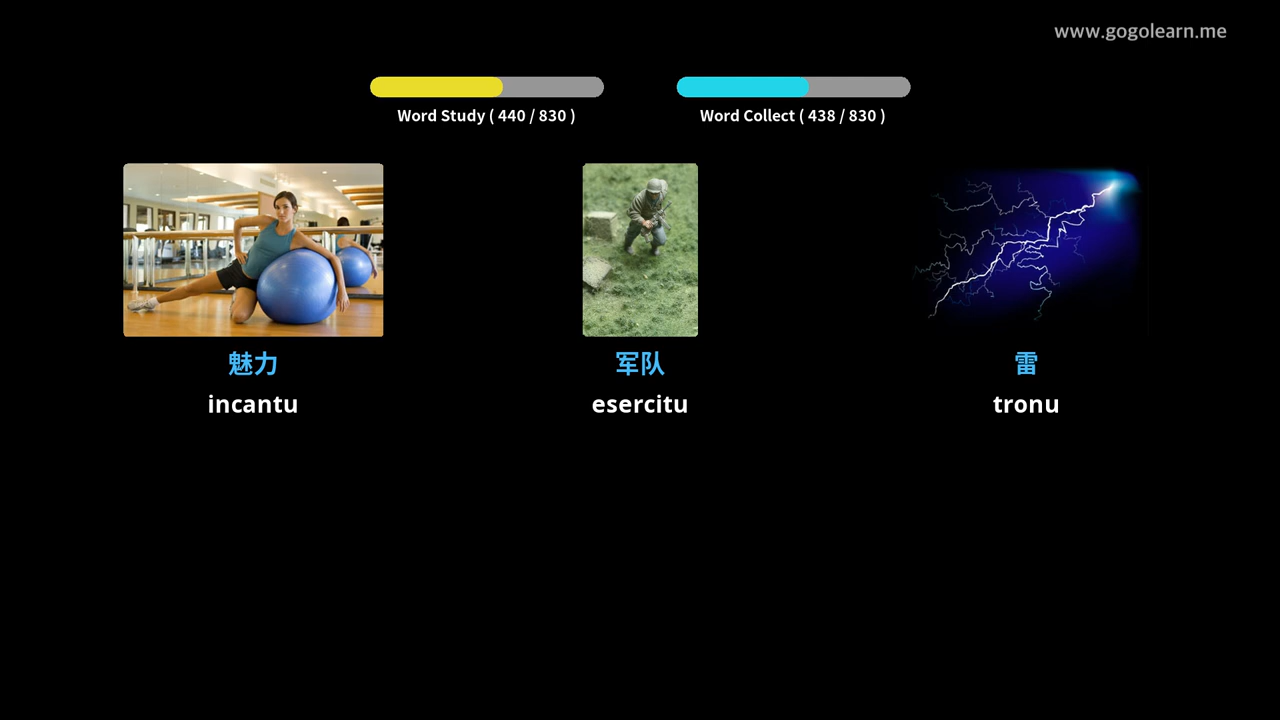 www.gogolearn.me
Word Study ( 440 / 830 )
Word Collect ( 438 / 830 )
魅力
军队
雷
incantu
esercitu
tronu